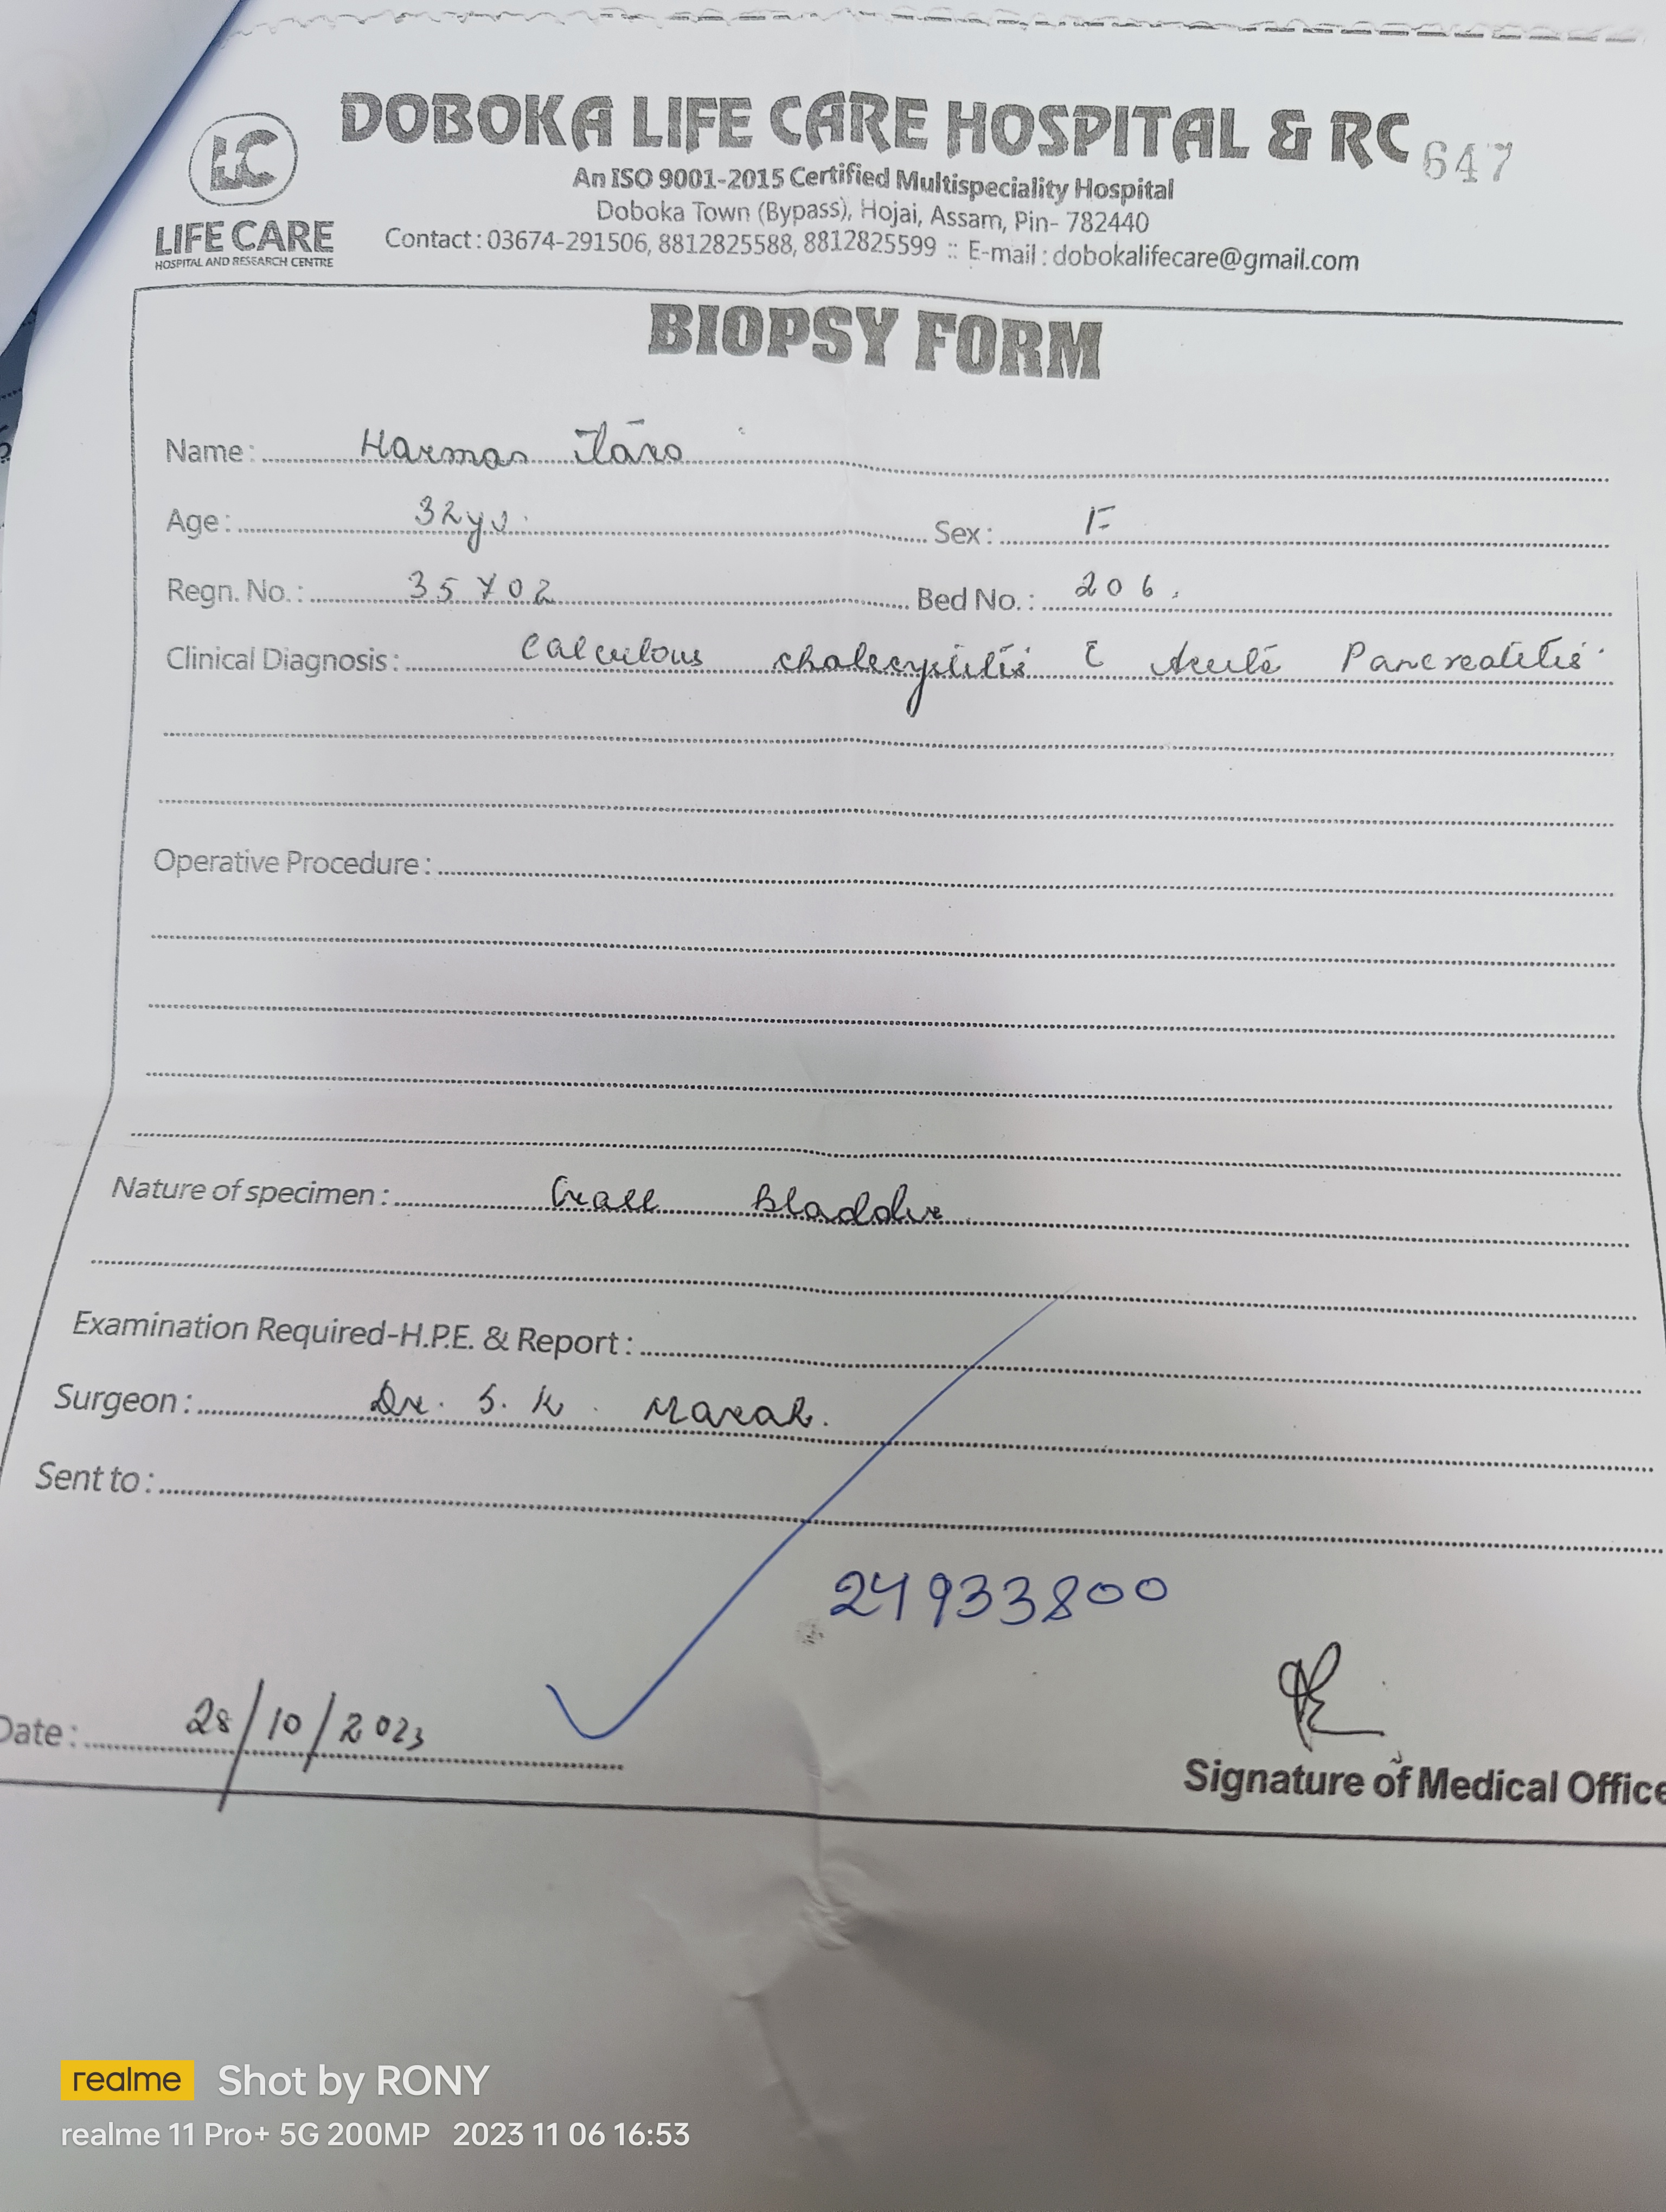 DOBOKA LIFE CARE HOSPITAL & RC 647
LC
LIFE CARE
HOSPITAL AND RESEARCH CENTRE
An ISO 9001-2015 Certified Multispeciality Hospital
Doboka Town (Bypass), Hojai, Assam, Pin- 782440
Contact : 03674-291506, 8812825588, 8812825599 :: E-mail : dobokalifecare@gmail.com
BIOPSY FORM
Name : Harmas
Age : 32ys. Sex : F
Regn. No. : 35702 Bed No. : 206.
Clinical Diagnosis : Calculous cholecystitis c̄ Acute Pancreatitis
Operative Procedure :
Nature of specimen : Gall bladder
Examination Required-H.P.E. & Report :
Surgeon : Dr. S. K. Marak.
Sent to :
24933800
Date : 28/10/2023
Signature of Medical Office
realme Shot by RONY
realme 11 Pro+ 5G 200MP 2023 11 06 16:53